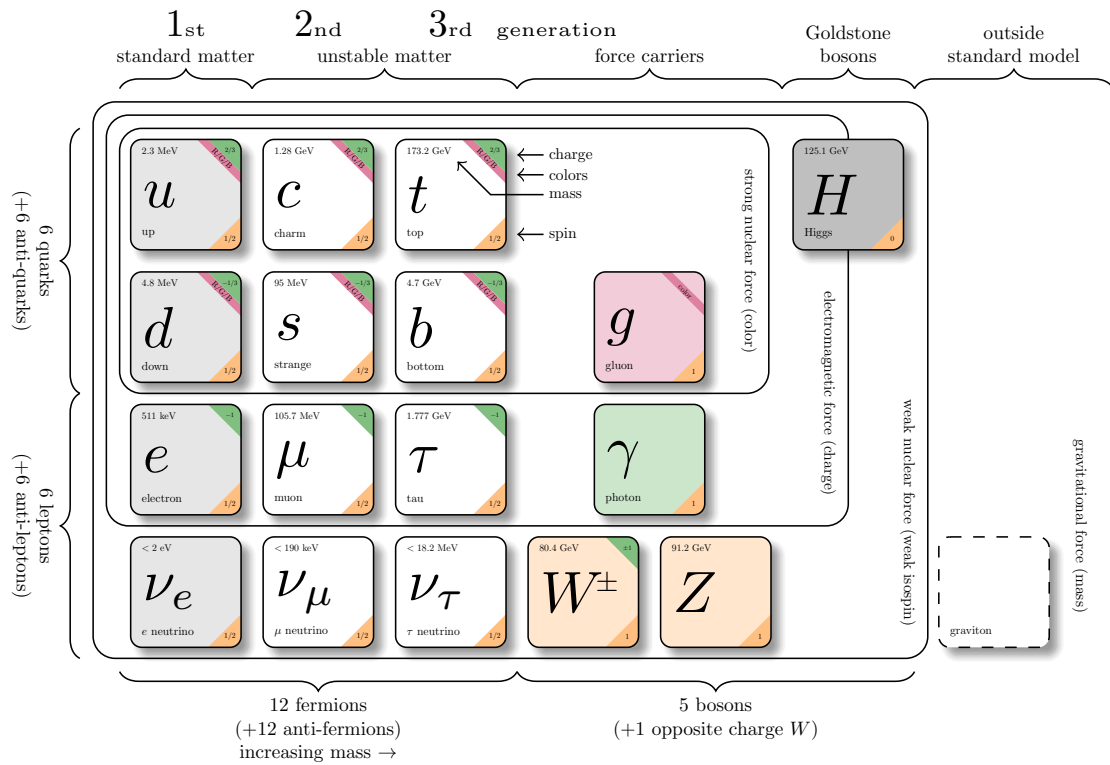 1st 2nd 3rd generation
standard matter
unstable matter
force carriers
Goldstone
bosons
outside
standard model
6 quarks
(+6 anti-quarks)
6 leptons
(+6 anti-leptons)
2.3 MeV
2/3
R/G/B
u
up
1/2
1.28 GeV
2/3
R/G/B
c
charm
1/2
173.2 GeV
2/3
R/G/B
t
top
1/2
charge
colors
mass
spin
125.1 GeV
H
Higgs
0
4.8 MeV
−1/3
R/G/B
d
down
1/2
95 MeV
−1/3
R/G/B
s
strange
1/2
4.7 GeV
−1/3
R/G/B
b
bottom
1/2
color
g
gluon
1
strong nuclear force (color)
511 keV
−1
e
electron
1/2
105.7 MeV
−1
μ
muon
1/2
1.777 GeV
−1
τ
tau
1/2
γ
photon
1
electromagnetic force (charge)
< 2 eV
νe
e neutrino
1/2
< 190 keV
νμ
μ neutrino
1/2
< 18.2 MeV
ντ
τ neutrino
1/2
80.4 GeV
±1
W±
1
91.2 GeV
Z
1
weak nuclear force (weak isospin)
graviton
gravitational force (mass)
12 fermions
(+12 anti-fermions)
increasing mass →
5 bosons
(+1 opposite charge W)